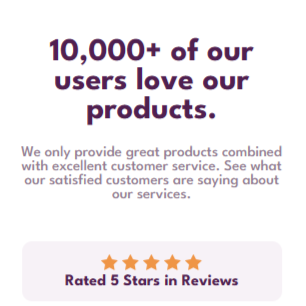 10,000+ of our
users love our
products.
We only provide great products combined
with excellent customer service. See what
our satisfied customers are saying about
our services.
Rated 5 Stars in Reviews